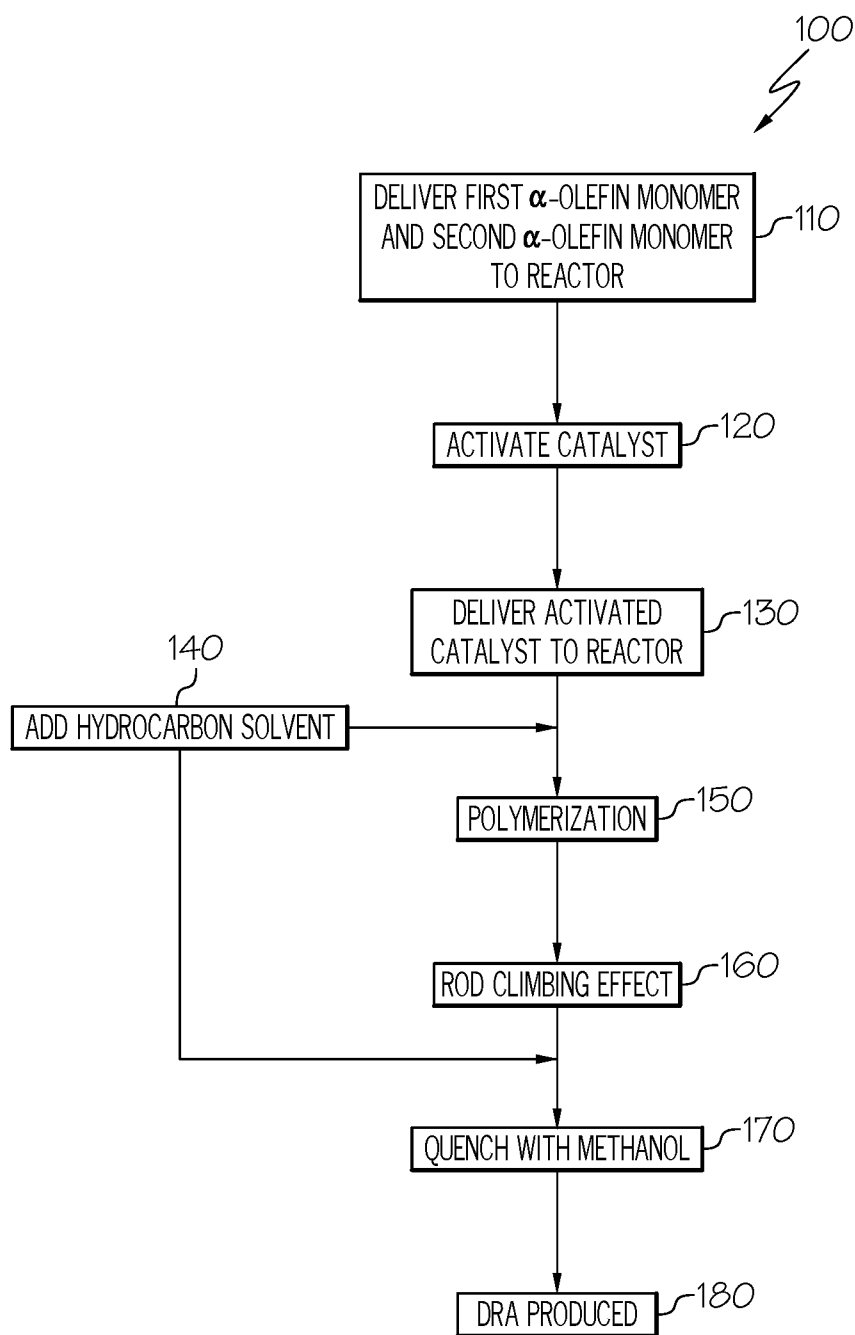 100
DELIVER FIRST α-OLEFIN MONOMER
AND SECOND α-OLEFIN MONOMER
TO REACTOR
110
ACTIVATE CATALYST
120
DELIVER ACTIVATED
CATALYST TO REACTOR
130
140
ADD HYDROCARBON SOLVENT
POLYMERIZATION
150
ROD CLIMBING EFFECT
160
QUENCH WITH METHANOL
170
DRA PRODUCED
180